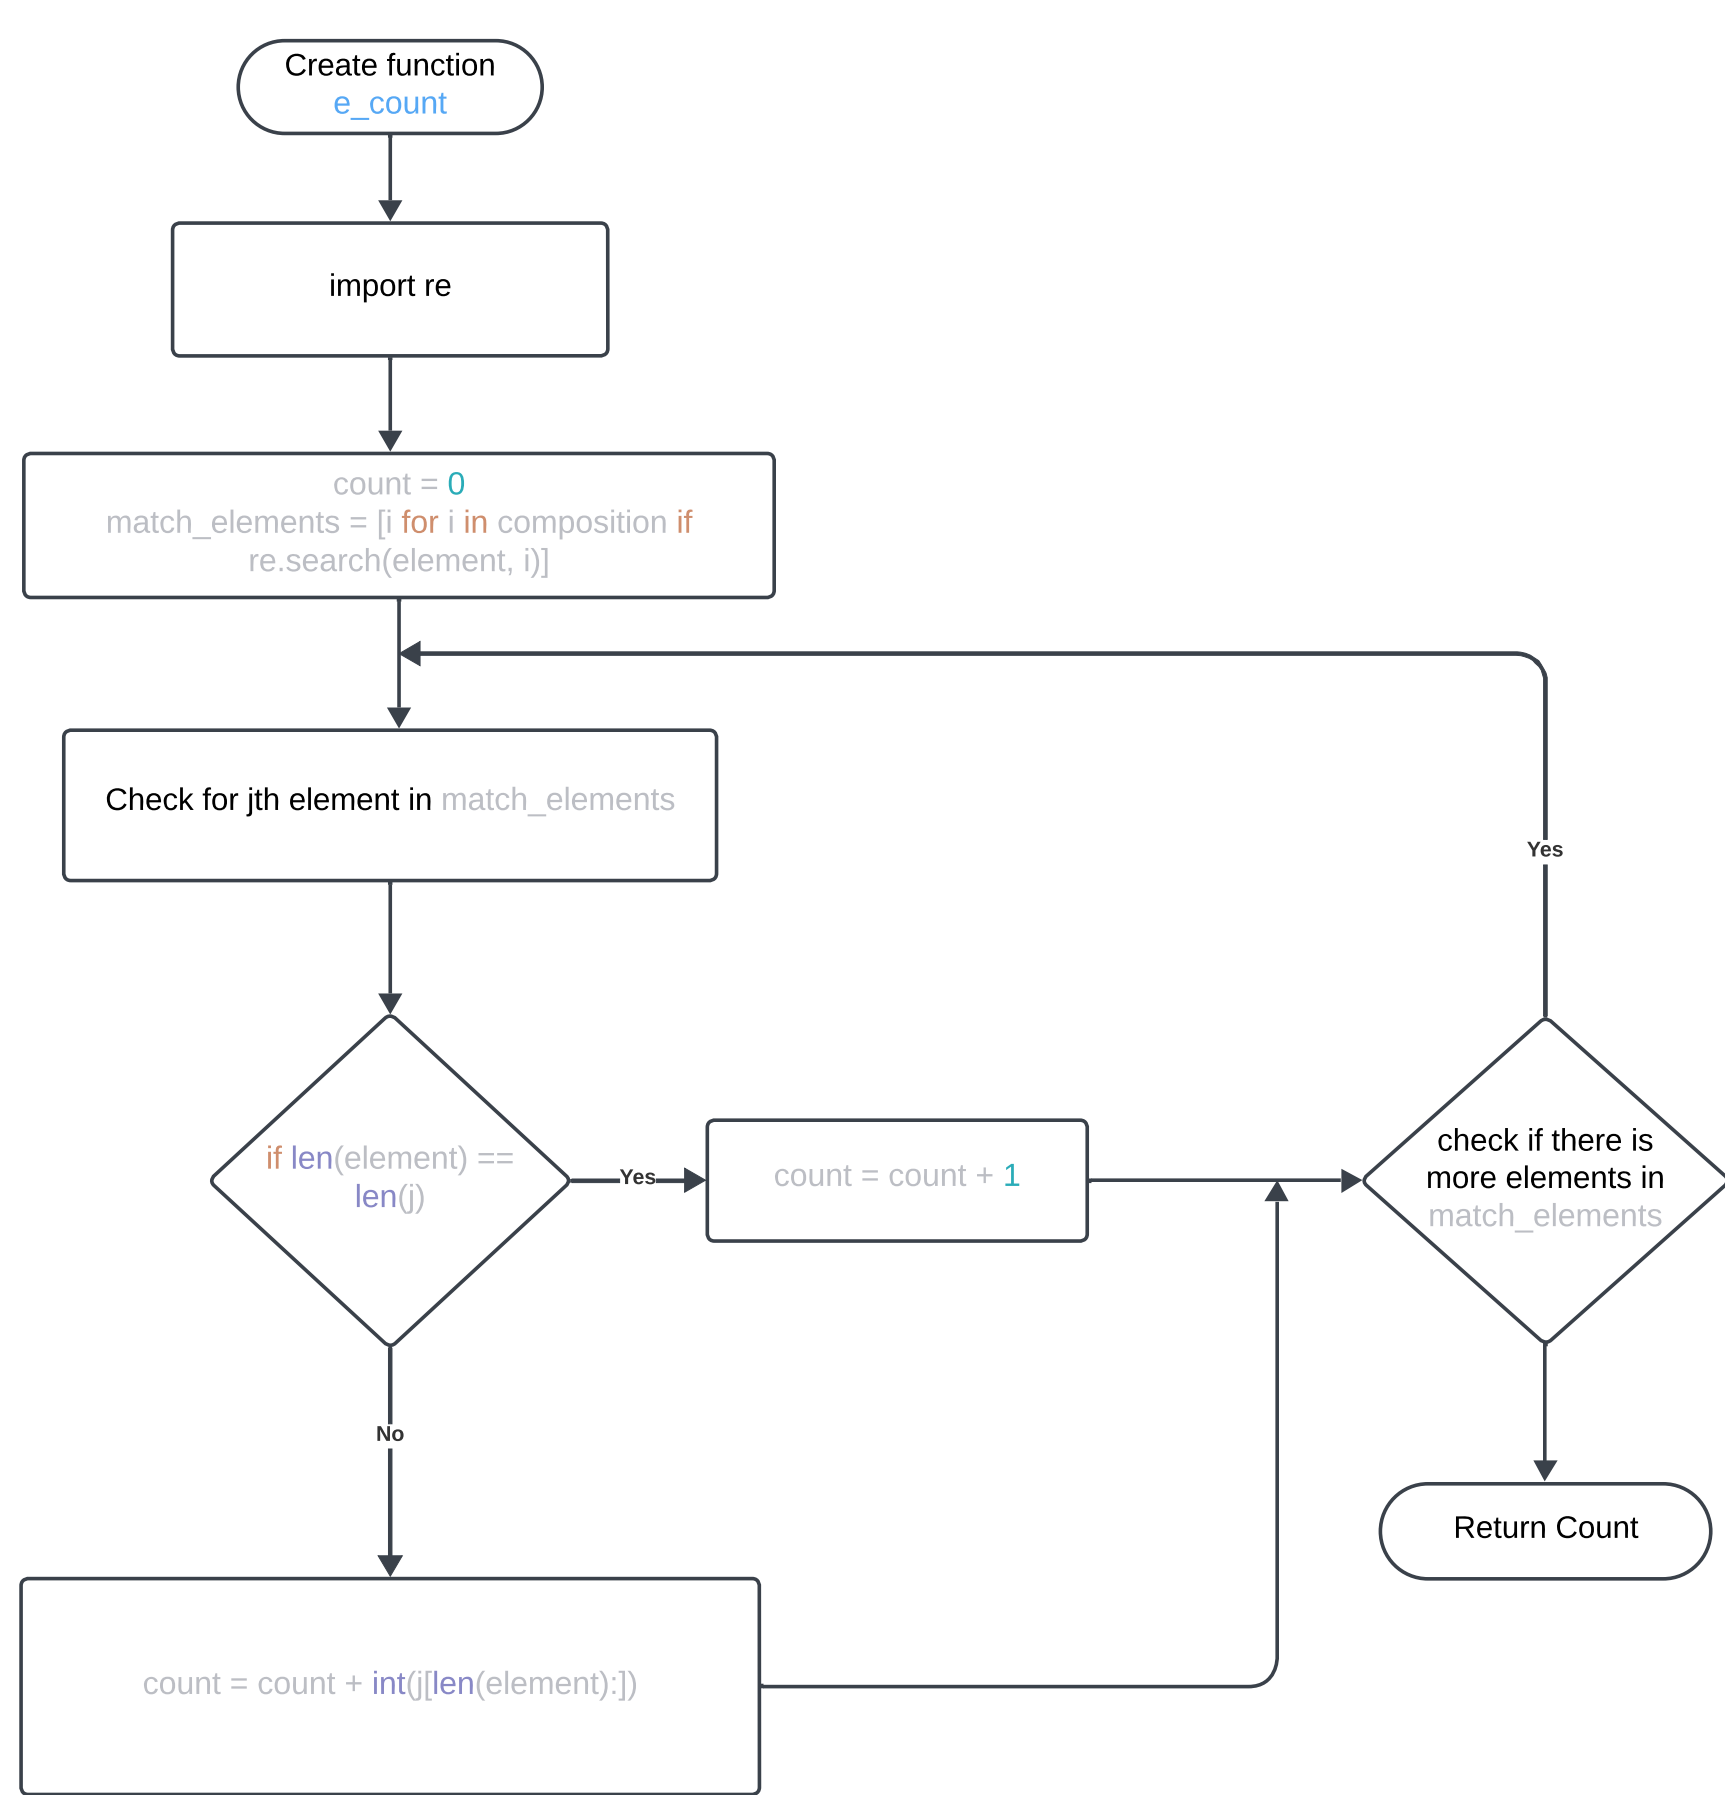 Create function
e_count
import re
count = 0
match_elements = [i for i in composition if
re.search(element, i)]
Check for jth element in match_elements
Yes
if len(element) ==
len(j)
Yes
count = count + 1
check if there is
more elements in
match_elements
No
Return Count
count = count + int(j[len(element):])